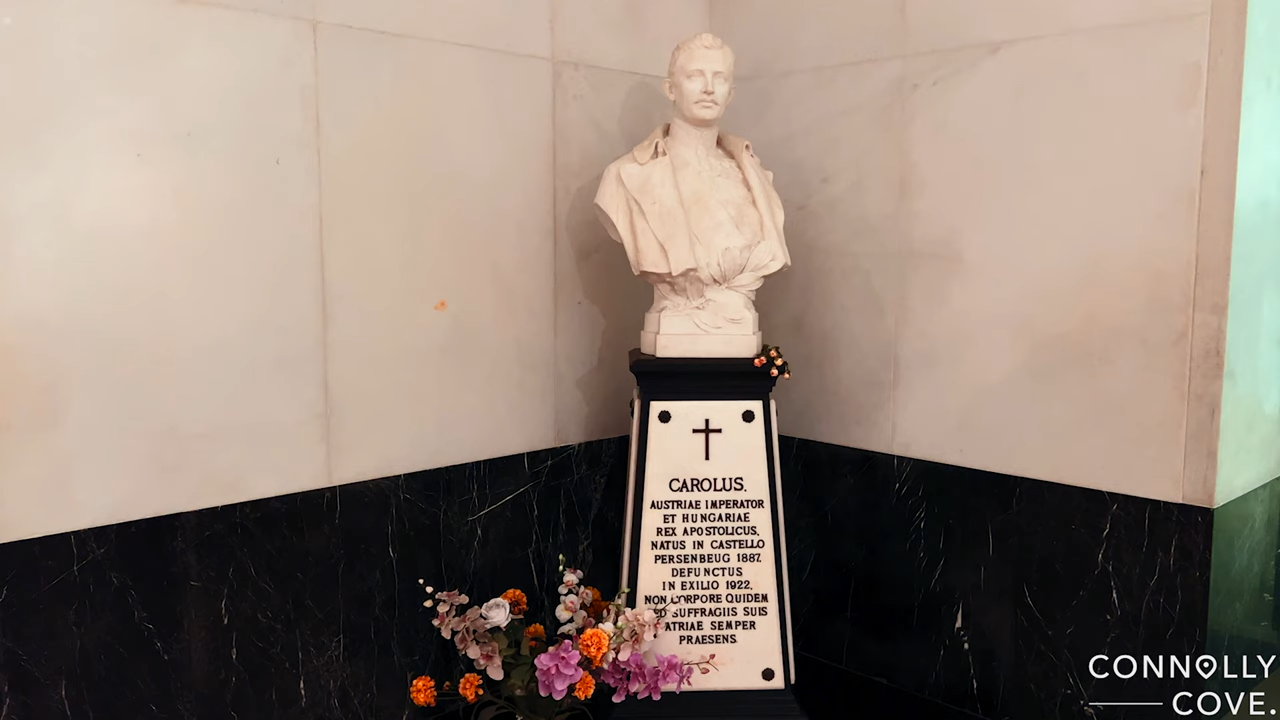 CAROLUS.
AUSTRIAE IMPERATOR
ET HUNGARIAE
REX APOSTOLICUS,
NATUS IN CASTELLO
PERSENBEUG 1887.
DEFUNCTUS
IN EXILIO 1922,
NON CORPORE QUIDEM
SUFFRAGIIS SUIS
SEMPER
PRAESENS.
CONNOLLY
COVE.